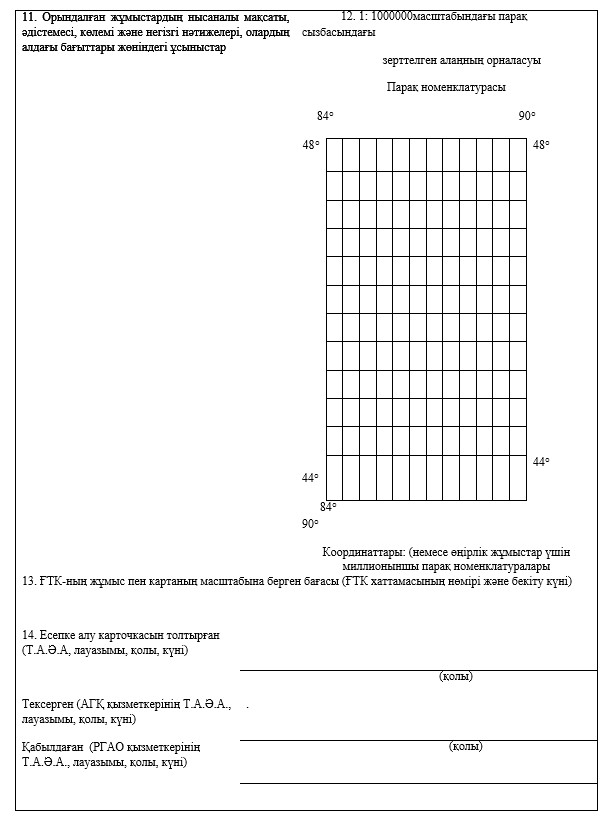 11. Орындалған жұмыстардың нысаналы мақсаты,
әдістемесі, көлемі және негізгі нәтижелері, олардың
алдағы бағыттары жөніндегі ұсыныстар
12. 1: 1000000масштабындағы парақ
сызбасындағы
зерттелген алаңның орналасуы
Парақ номенклатурасы
84° 90°
48° 48°
44°
44°
84°
90°
Координаттары: (немесе өңірлік жұмыстар үшін
миллионыншы парақ номенклатуралары
13. ҒТК-ның жұмыс пен картаның масштабына берген бағасы (ҒТК хаттамасының нөмірі және бекіту күні)
14. Есепке алу карточкасын толтырған
(Т.А.Ә.А, лауазымы, қолы, күні)
(қолы)
Тексерген (АГҚ қызметкерінің Т.А.Ә.А., .
лауазымы, қолы, күні)
(қолы)
Қабылдаған (РГАО қызметкерінің
Т.А.Ә.А., лауазымы, қолы, күні)